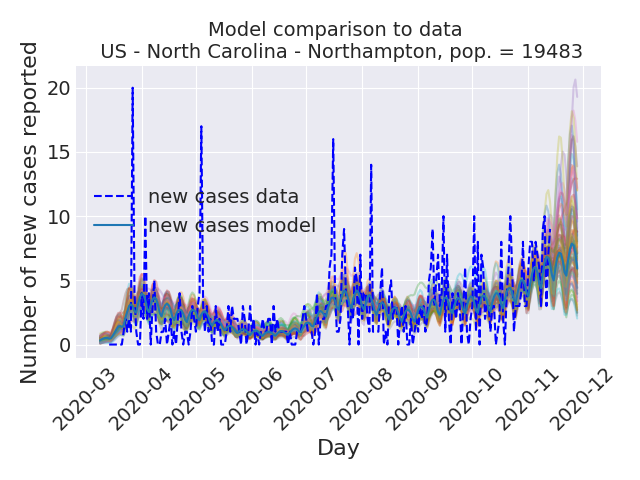 Model comparison to data
US - North Carolina - Northampton, pop. = 19483
Number of new cases reported
20
15
10
5
0
new cases data
new cases model
2020-03
2020-04
2020-05
2020-06
2020-07
2020-08
2020-09
2020-10
2020-11
2020-12
Day